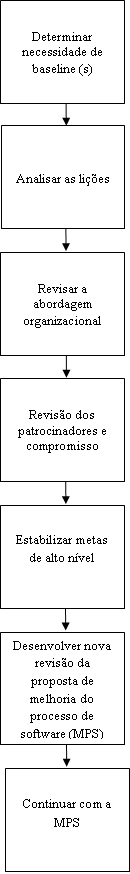 Determinar
necessidade de
baseline (s)
Analisar as lições
Revisar a
abordagem
organizacional
Revisão dos
patrocinadores e
compromisso
Estabilizar metas
de alto nível
Desenvolver nova
revisão da
proposta de
melhoria do
processo de
software (MPS)
Continuar com a
MPS